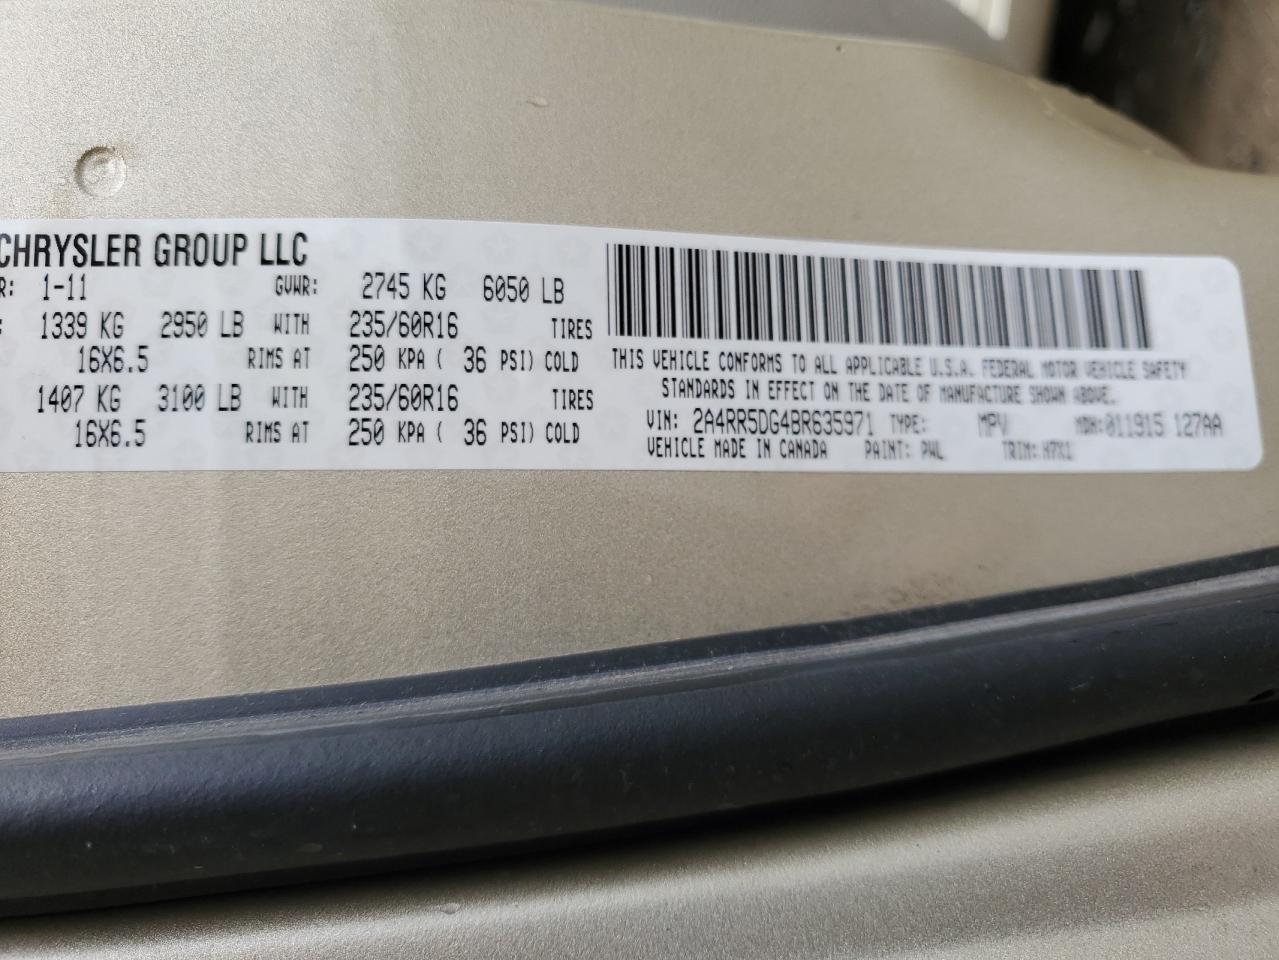 CHRYSLER GROUP LLC
R: 1-11 GVWR: 2745 KG 6050 LB
: 1339 KG 2950 LB WITH 235/60R16 TIRES
16X6.5 RIMS AT 250 KPA ( 36 PSI) COLD
1407 KG 3100 LB WITH 235/60R16 TIRES
16X6.5 RIMS AT 250 KPA ( 36 PSI) COLD
THIS VEHICLE CONFORMS TO ALL APPLICABLE U.S.A. FEDERAL MOTOR VEHICLE SAFETY
STANDARDS IN EFFECT ON THE DATE OF MANUFACTURE SHOWN ABOVE.
VIN: 2A4RR5DG4BR635971 TYPE: MPV MDH: 011915 127AA
VEHICLE MADE IN CANADA PAINT: PWL TRIM: H7X1